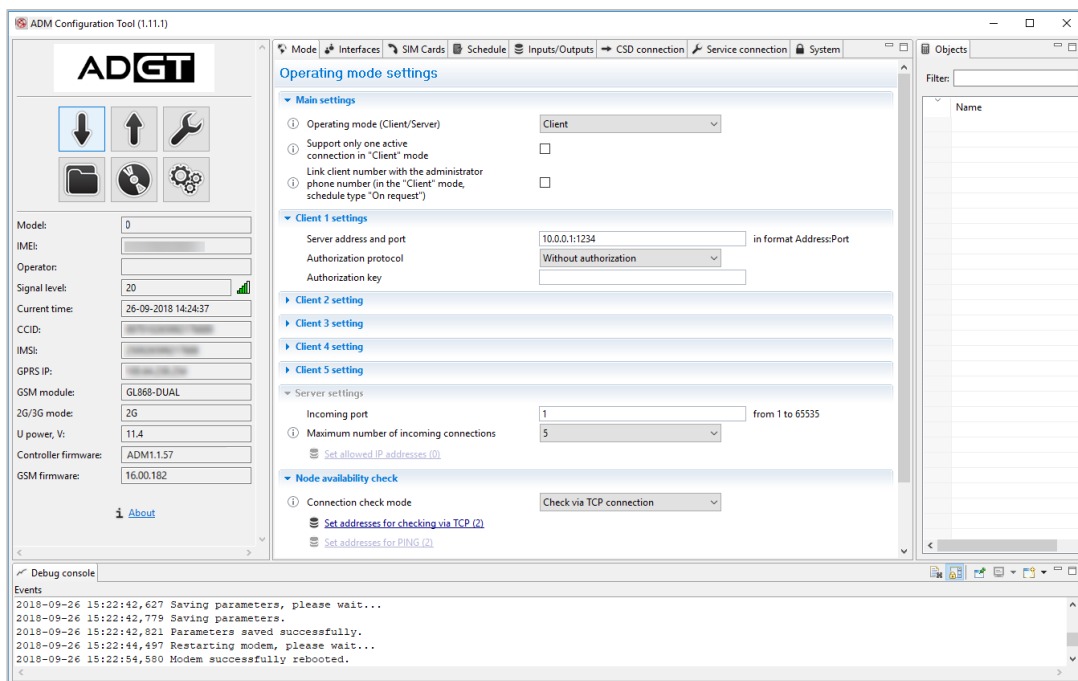 ADM Configuration Tool (1.11.1)
ADGT
Model: 0
IMEI:
Operator:
Signal level: 20
Current time: 26-09-2018 14:24:37
CCID:
IMSI:
GPRS IP:
GSM module: GL868-DUAL
2G/3G mode: 2G
U power, V: 11.4
Controller firmware: ADM1.1.57
GSM firmware: 16.00.182
About
Mode Interfaces SIM Cards Schedule Inputs/Outputs CSD connection Service connection System
Operating mode settings
Main settings
Operating mode (Client/Server) Client
Support only one active
connection in "Client" mode
Link client number with the administrator
phone number (in the "Client" mode,
schedule type "On request")
Client 1 settings
Server address and port 10.0.0.1:1234 in format Address:Port
Authorization protocol Without authorization
Authorization key
Client 2 setting
Client 3 setting
Client 4 setting
Client 5 setting
Server settings
Incoming port 1 from 1 to 65535
Maximum number of incoming connections 5
Set allowed IP addresses (0)
Node availability check
Connection check mode Check via TCP connection
Set addresses for checking via TCP (2)
Set addresses for PING (2)
Objects
Filter:
Name
Debug console
Events
2018-09-26 15:22:42,627 Saving parameters, please wait...
2018-09-26 15:22:42,779 Saving parameters.
2018-09-26 15:22:42,821 Parameters saved successfully.
2018-09-26 15:22:44,497 Restarting modem, please wait...
2018-09-26 15:22:54,580 Modem successfully rebooted.